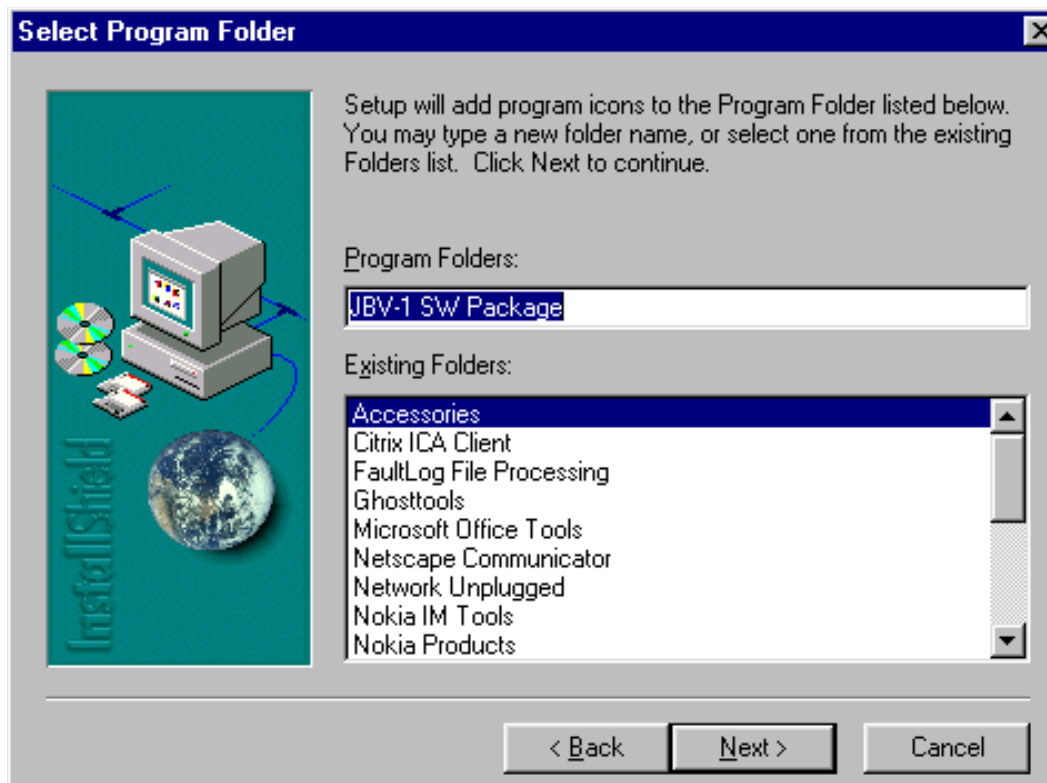 Select Program Folder
Setup will add program icons to the Program Folder listed below.
You may type a new folder name, or select one from the existing
Folders list.  Click Next to continue.
Program Folders:
JBV-1 SW Package
Existing Folders:
Accessories
Citrix ICA Client
FaultLog File Processing
Ghosttools
Microsoft Office Tools
Netscape Communicator
Network Unplugged
Nokia IM Tools
Nokia Products
InstallShield
< Back
Next >
Cancel